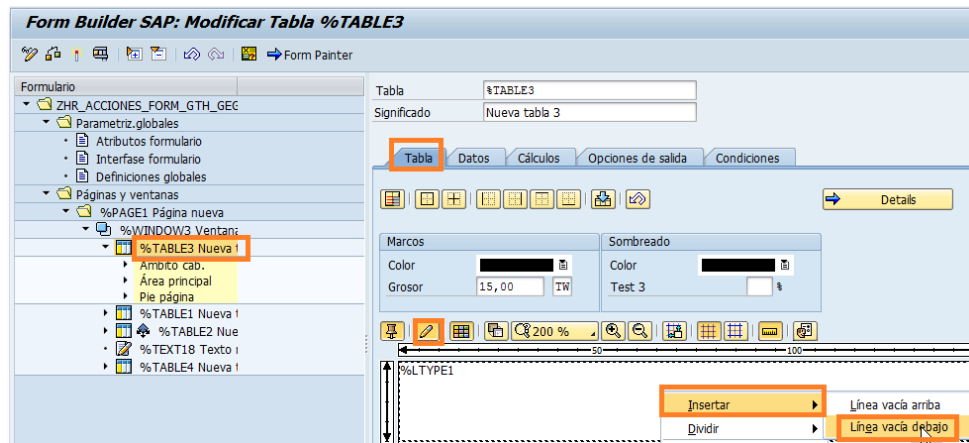 Form Builder SAP: Modificar Tabla %TABLE3
Form Painter
Formulario
ZHR_ACCIONES_FORM_GTH_GEG
Parametriz.globales
Atributos formulario
Interfase formulario
Definiciones globales
Páginas y ventanas
%PAGE1 Página nueva
%WINDOW3 Ventana
%TABLE3 Nueva t
Ámbito cab.
Área principal
Pie página
%TABLE1 Nueva t
%TABLE2 Nue
%TEXT18 Texto
%TABLE4 Nueva t
Tabla %TABLE3
Significado Nueva tabla 3
Tabla Datos Cálculos Opciones de salida Condiciones
Details
Marcos Sombreado
Color Color
Grosor 15,00 TW Test 3 %
200 %
50 100
%LTYPE1
Insertar Línea vacía arriba
Dividir Línea vacía debajo